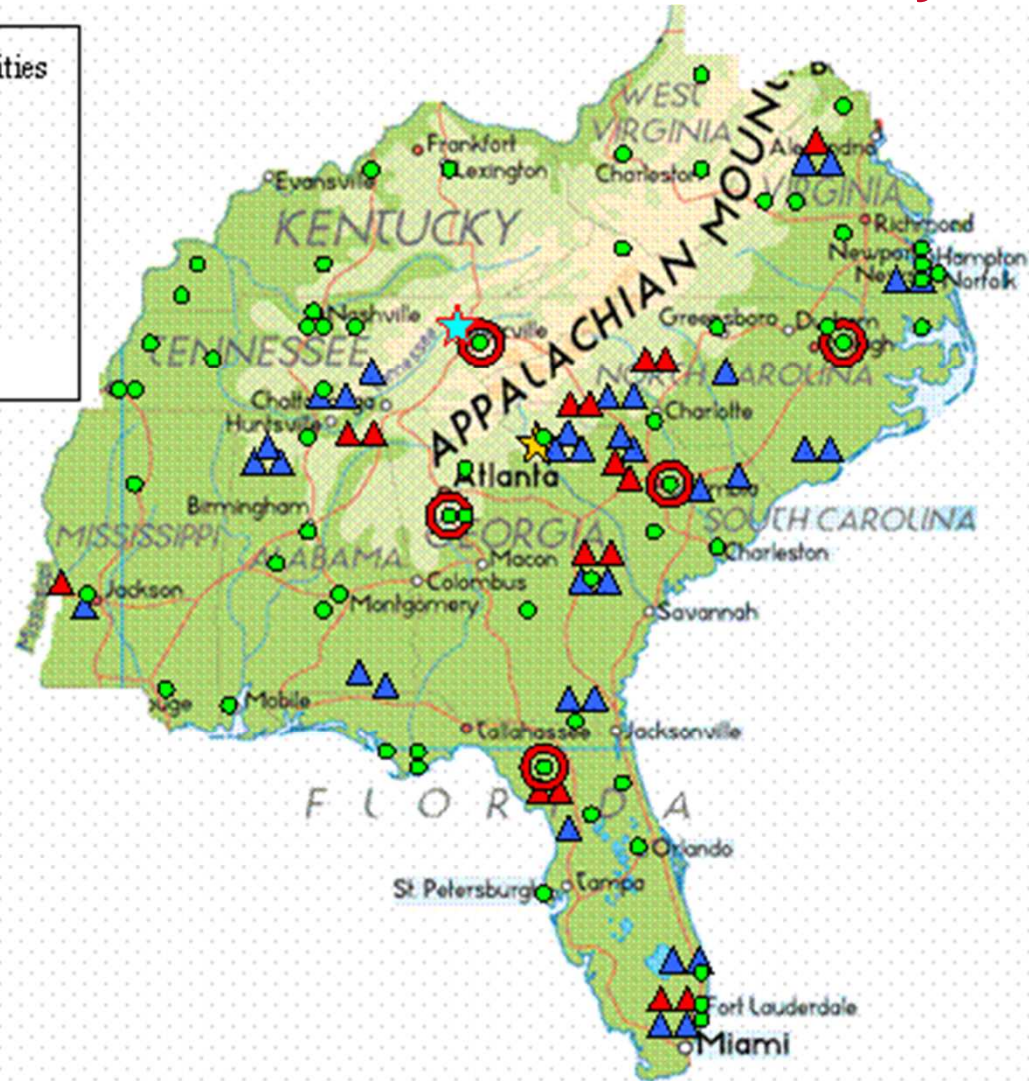 ities
WEST
VIRGINIA
Frankfort
Alexandria
Lexington
Charleston
Evansville
VIRGINIA
KENTUCKY
Richmond
Newport
Hampton
Norfolk
APPALACHIAN
Nashville
Greensboro
Durham
TENNESSEE
NORTH CAROLINA
Charlotte
Huntsville
Atlanta
Birmingham
SOUTH CAROLINA
MISSISSIPPI
GEORGIA
ALABAMA
Charleston
Macon
Colombus
Jackson
Montgomery
Savannah
Mobile
Tallahassee
Jacksonville
FLORIDA
Orlando
St. Petersburg
Tampa
Fort Lauderdale
Miami